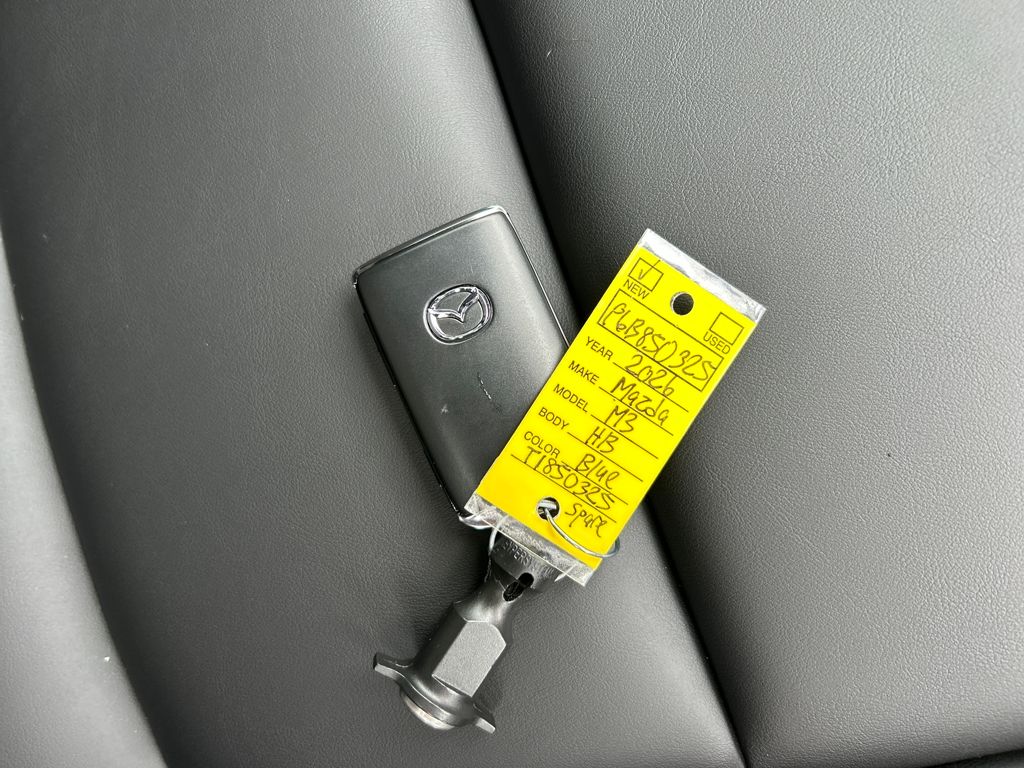 NEW
USED
P6B850325
YEAR 2026
MAKE Mazda
MODEL M3
BODY HB
COLOR Blue
T1850325
Spare